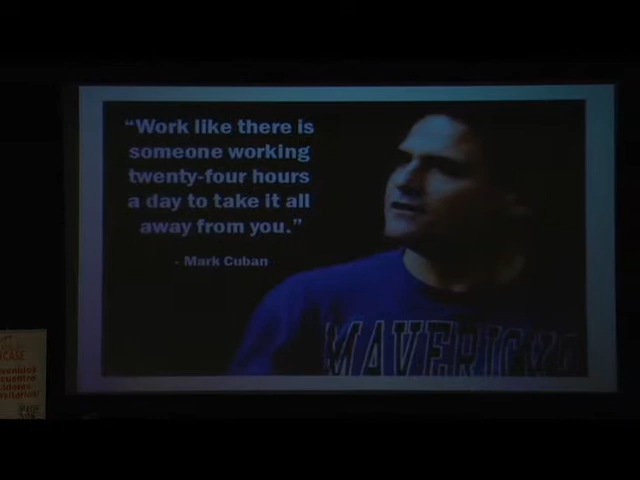 “Work like there is
someone working
twenty-four hours
a day to take it all
away from you.”
- Mark Cuban
MAVERICKS
CASE